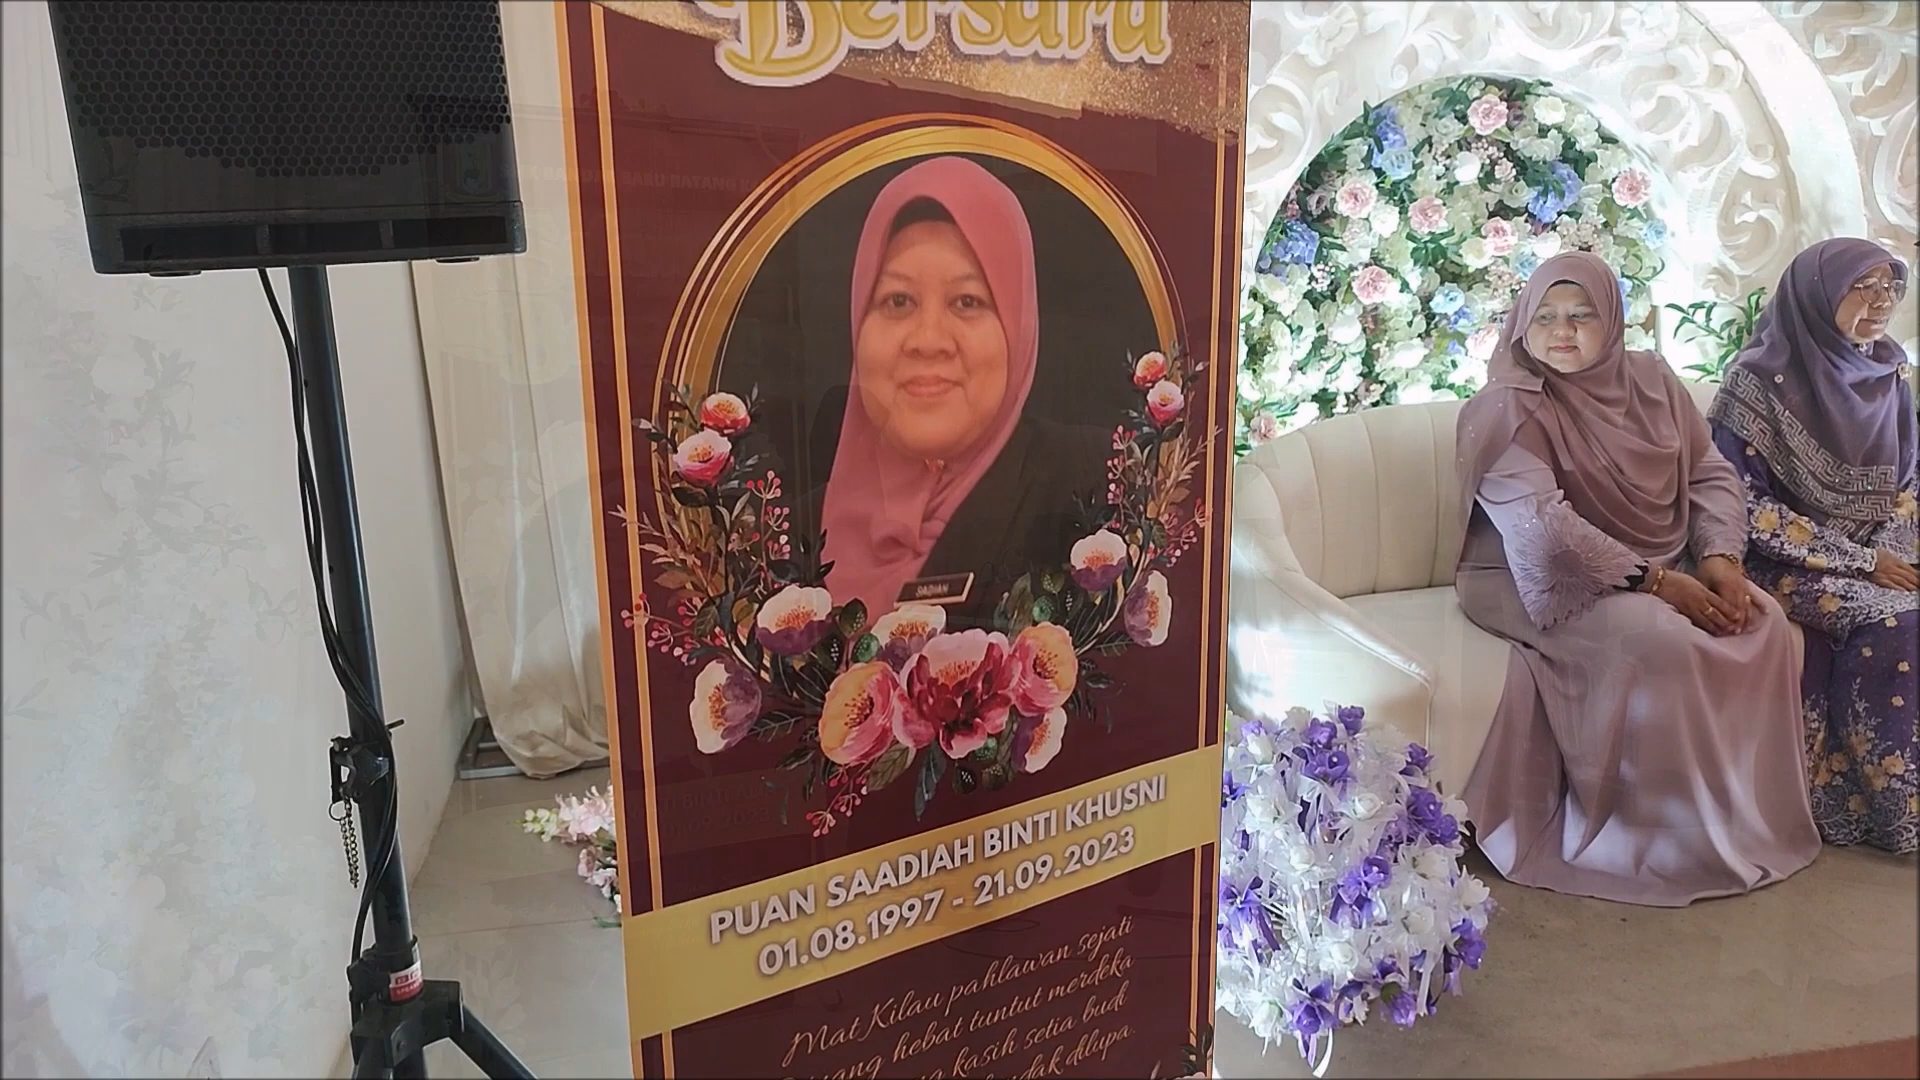 Bersara
SADIAH
PUAN SAADIAH BINTI KHUSNI
01.08.1997 - 21.09.2023
Mat Kilau pahlawan sejati
hebat tuntut merdeka
kasih setia budi
dilupa.